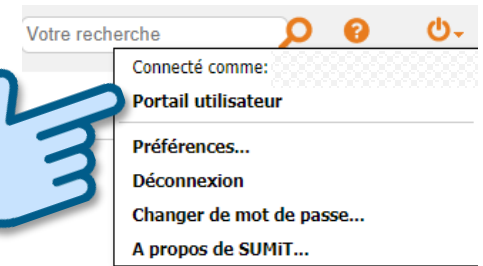 Votre recherche
Connecté comme:
Portail utilisateur
Préférences...
Déconnexion
Changer de mot de passe...
A propos de SUMiT...